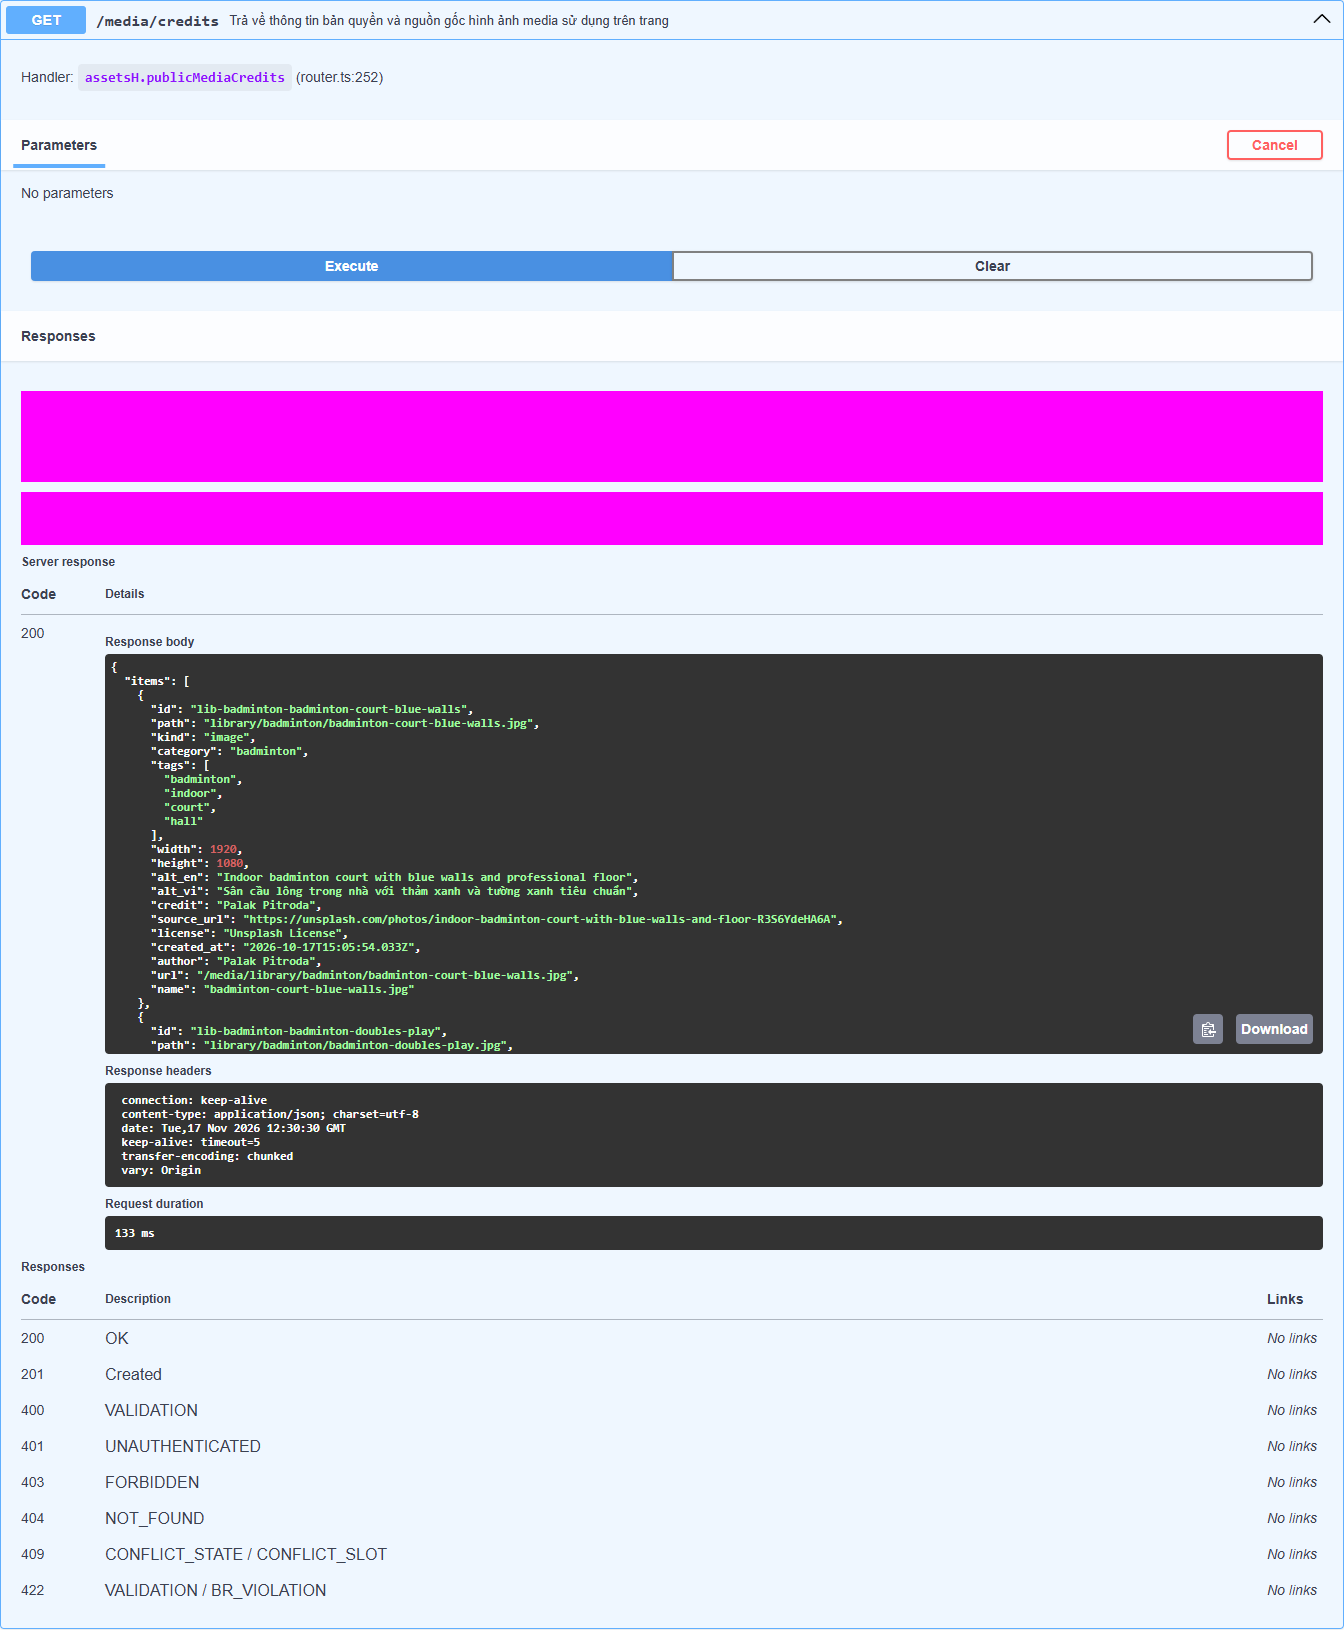 GET /media/credits Trả về thông tin bản quyền và nguồn gốc hình ảnh media sử dụng trên trang
Handler: assetsH.publicMediaCredits (router.ts:252)
Parameters
Cancel
No parameters
Execute
Clear
Responses
Server response
Code Details
200
Response body
{
  "items": [
    {
      "id": "lib-badminton-badminton-court-blue-walls",
      "path": "library/badminton/badminton-court-blue-walls.jpg",
      "kind": "image",
      "category": "badminton",
      "tags": [
        "badminton",
        "indoor",
        "court",
        "hall"
      ],
      "width": 1920,
      "height": 1080,
      "alt_en": "Indoor badminton court with blue walls and professional floor",
      "alt_vi": "Sân cầu lông trong nhà với thảm xanh và tường xanh tiêu chuẩn",
      "credit": "Palak Pitroda",
      "source_url": "https://unsplash.com/photos/indoor-badminton-court-with-blue-walls-and-floor-R3S6YdeHA6A",
      "license": "Unsplash License",
      "created_at": "2026-10-17T15:05:54.033Z",
      "author": "Palak Pitroda",
      "url": "/media/library/badminton/badminton-court-blue-walls.jpg",
      "name": "badminton-court-blue-walls.jpg"
    },
    {
      "id": "lib-badminton-badminton-doubles-play",
      "path": "library/badminton/badminton-doubles-play.jpg",
Download
Response headers
connection: keep-alive
content-type: application/json; charset=utf-8
date: Tue,17 Nov 2026 12:30:30 GMT
keep-alive: timeout=5
transfer-encoding: chunked
vary: Origin
Request duration
133 ms
Responses
Code Description Links
200 OK No links
201 Created No links
400 VALIDATION No links
401 UNAUTHENTICATED No links
403 FORBIDDEN No links
404 NOT_FOUND No links
409 CONFLICT_STATE / CONFLICT_SLOT No links
422 VALIDATION / BR_VIOLATION No links